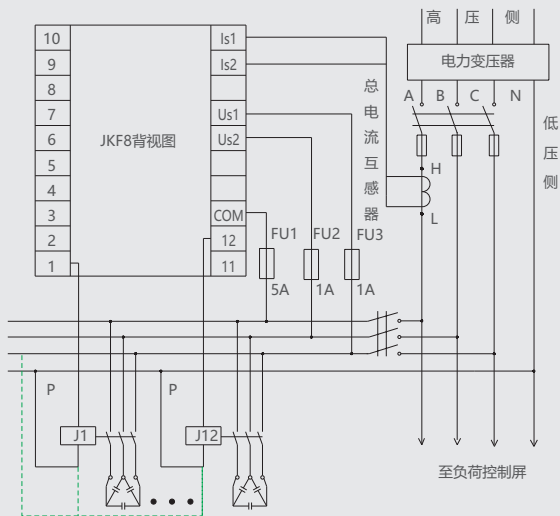 高 压 侧
电力变压器
A B C N
低压侧
总电流互感器
H
L
10 Is1
9 Is2
8
7 Us1
6 Us2
JKF8背视图
5
4
3 COM
2 12
1 11
FU1 FU2 FU3
5A 1A 1A
P P
J1 J12
至负荷控制屏